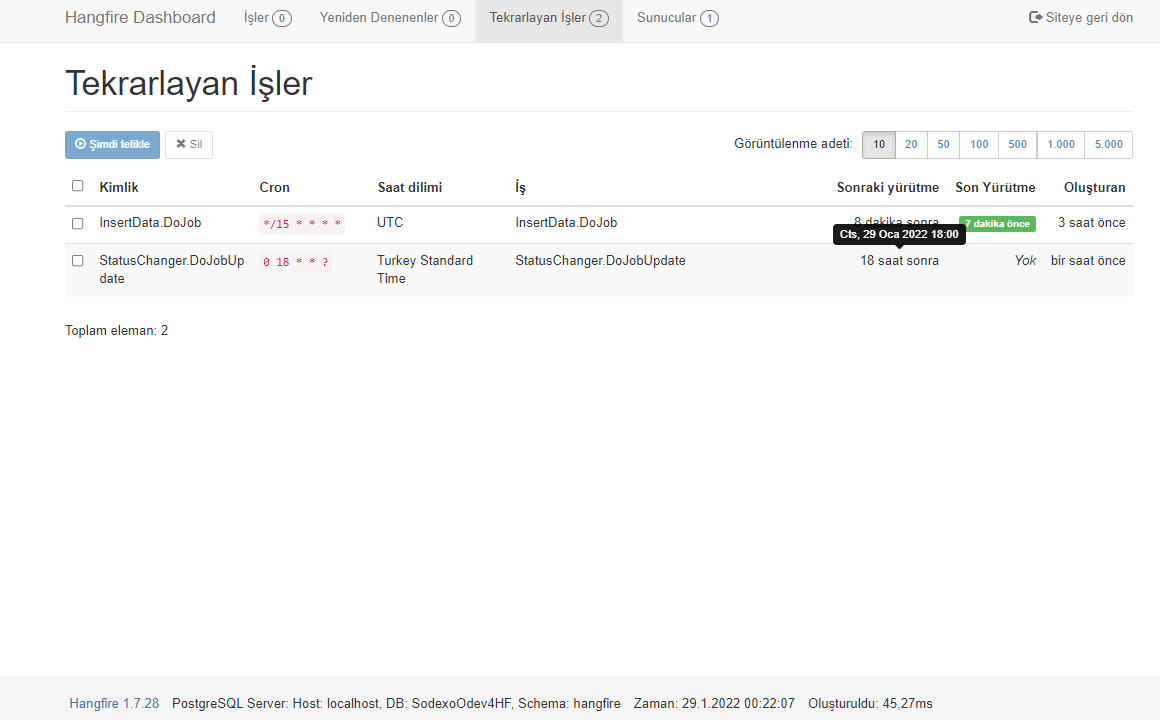 Hangfire Dashboard İşler 0 Yeniden Denenenler 0 Tekrarlayan İşler 2 Sunucular 1 Siteye geri dön
Tekrarlayan İşler
Şimdi tetikle Sil Görüntülenme adeti: 10 20 50 100 500 1.000 5.000
Kimlik Cron Saat dilimi İş Sonraki yürütme Son Yürütme Oluşturan
InsertData.DoJob */15 * * * * UTC InsertData.DoJob 8 dakika sonra 7 dakika önce 3 saat önce
Cts, 29 Oca 2022 18:00
StatusChanger.DoJobUp 0 18 * * ? Turkey Standard StatusChanger.DoJobUpdate 18 saat sonra Yok bir saat önce
date Time
Toplam eleman: 2
Hangfire 1.7.28 PostgreSQL Server: Host: localhost, DB: SodexoOdev4HF, Schema: hangfire Zaman: 29.1.2022 00:22:07 Oluşturuldu: 45,27ms